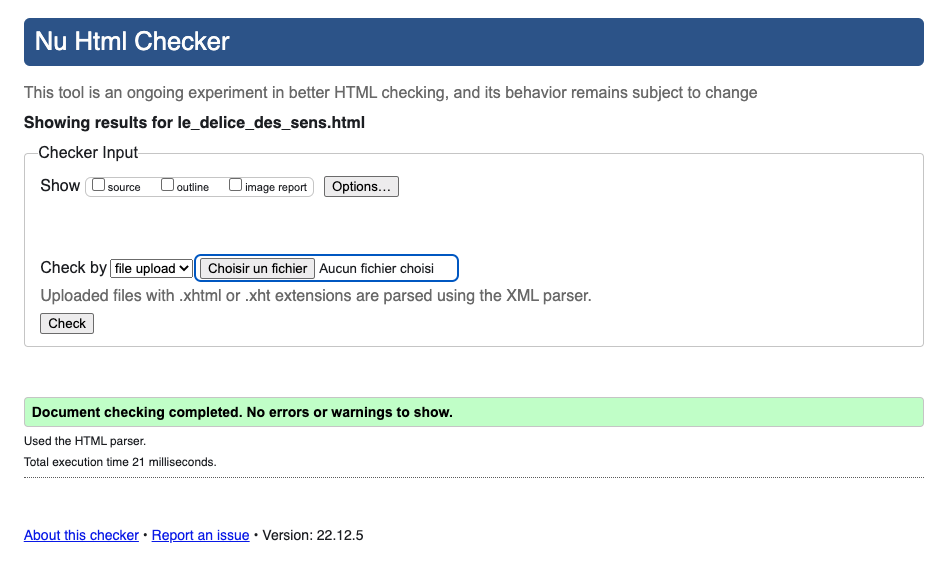 Nu Html Checker
This tool is an ongoing experiment in better HTML checking, and its behavior remains subject to change
Showing results for le_delice_des_sens.html
Checker Input
Show source outline image report Options…
Check by file upload Choisir un fichier Aucun fichier choisi
Uploaded files with .xhtml or .xht extensions are parsed using the XML parser.
Check
Document checking completed. No errors or warnings to show.
Used the HTML parser.
Total execution time 21 milliseconds.
About this checker • Report an issue • Version: 22.12.5